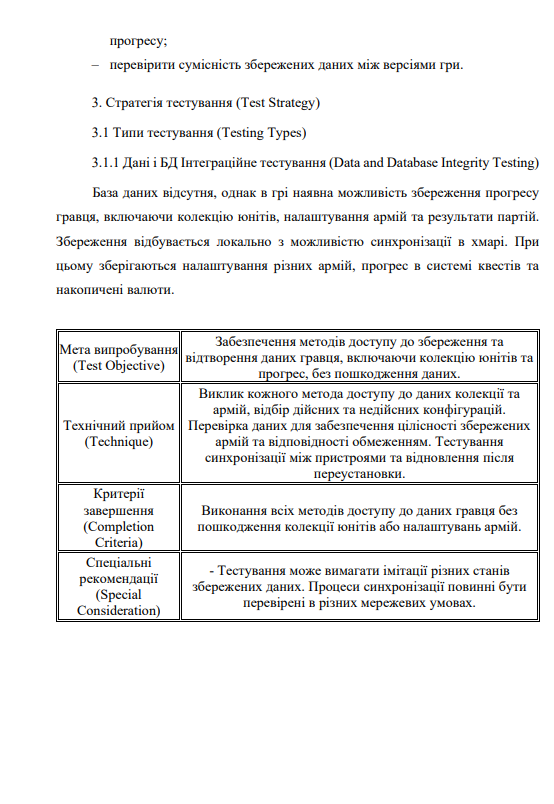 прогресу;
– перевірити сумісність збережених даних між версіями гри.
3. Стратегія тестування (Test Strategy)
3.1 Типи тестування (Testing Types)
3.1.1 Дані і БД Інтеграційне тестування (Data and Database Integrity Testing)
База даних відсутня, однак в грі наявна можливість збереження прогресу
гравця, включаючи колекцію юнітів, налаштування армій та результати партій.
Збереження відбувається локально з можливістю синхронізації в хмарі. При
цьому зберігаються налаштування різних армій, прогрес в системі квестів та
накопичені валюти.
Мета випробування
(Test Objective)
Забезпечення методів доступу до збереження та
відтворення даних гравця, включаючи колекцію юнітів та
прогрес, без пошкодження даних.
Технічний прийом
(Technique)
Виклик кожного метода доступу до даних колекції та
армій, відбір дійсних та недійсних конфігурацій.
Перевірка даних для забезпечення цілісності збережених
армій та відповідності обмеженням. Тестування
синхронізації між пристроями та відновлення після
переустановки.
Критерії
завершення
(Completion
Criteria)
Виконання всіх методів доступу до даних гравця без
пошкодження колекції юнітів або налаштувань армій.
Спеціальні
рекомендації
(Special
Consideration)
- Тестування може вимагати імітації різних станів
збережених даних. Процеси синхронізації повинні бути
перевірені в різних мережевих умовах.